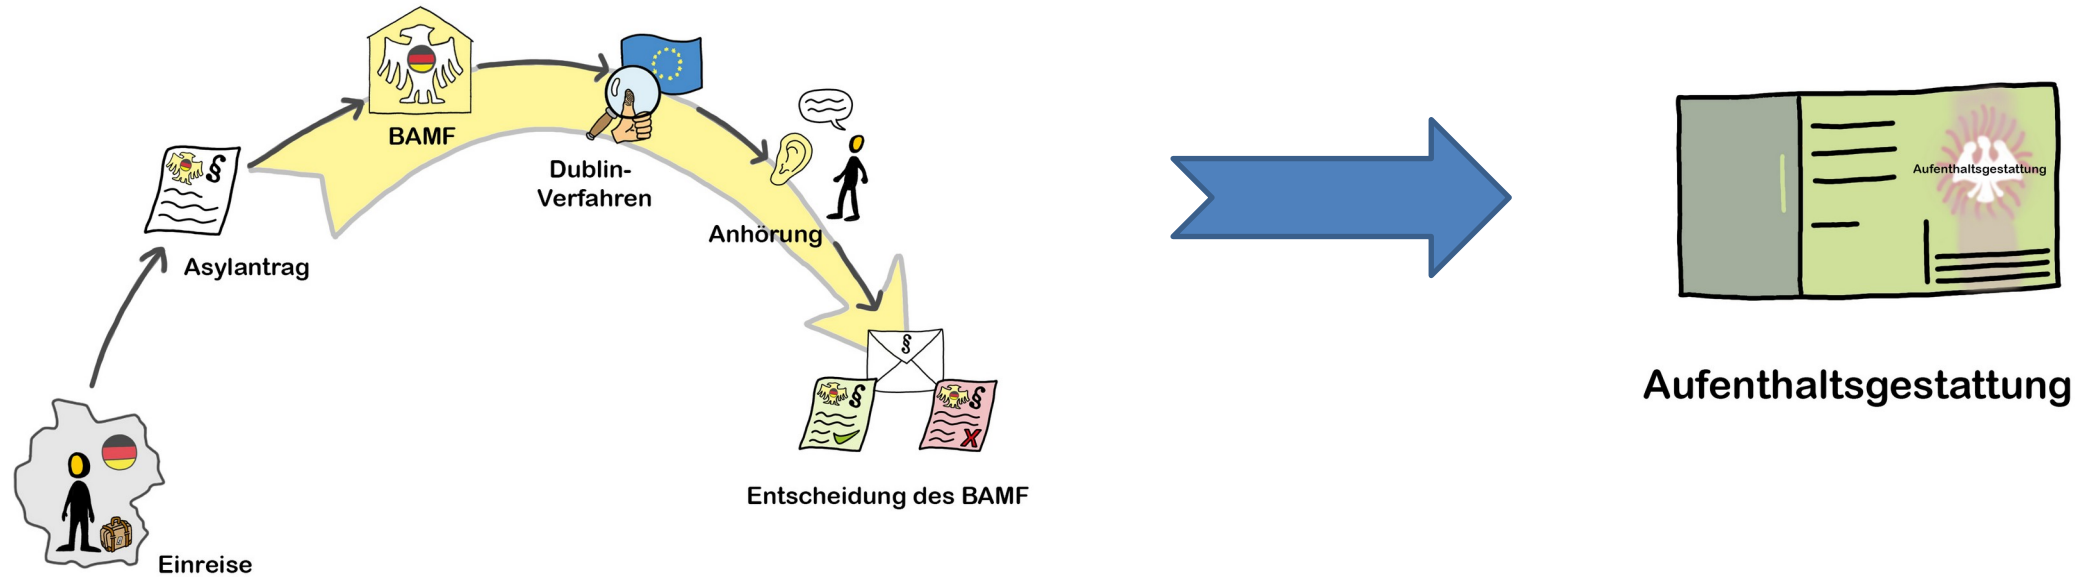 BAMF
Dublin-
Verfahren
Anhörung
Asylantrag
§
§
§
§
X
Entscheidung des BAMF
Einreise
Aufenthaltsgestattung
Aufenthaltsgestattung